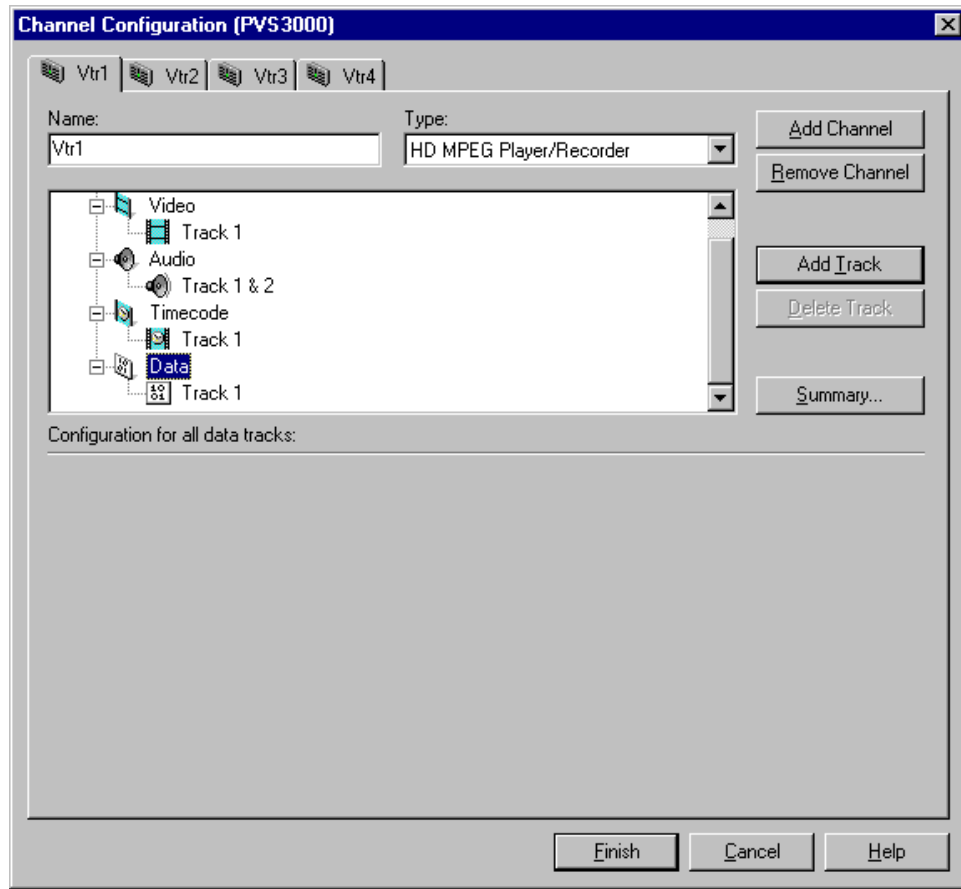 Channel Configuration (PVS3000)
Vtr1 Vtr2 Vtr3 Vtr4
Name:
Vtr1
Type:
HD MPEG Player/Recorder
Add Channel
Remove Channel
Video
Track 1
Audio
Track 1 & 2
Timecode
Track 1
Data
Track 1
Add Track
Delete Track
Summary...
Configuration for all data tracks:
Finish Cancel Help